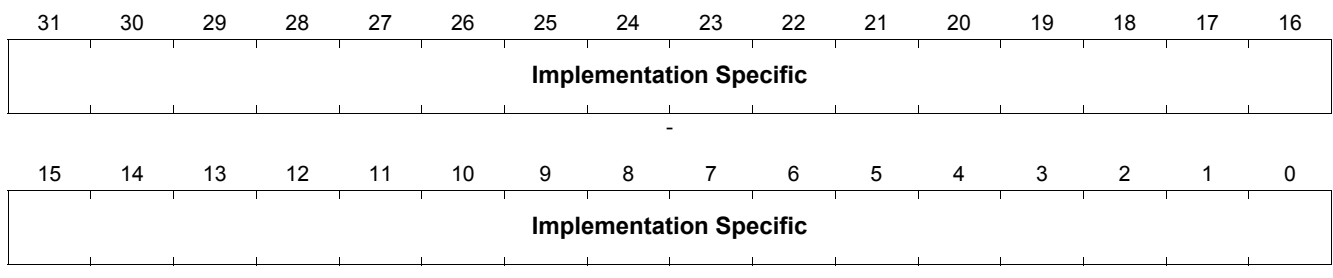 31 30 29 28 27 26 25 24 23 22 21 20 19 18 17 16
Implementation Specific
-
15 14 13 12 11 10 9 8 7 6 5 4 3 2 1 0
Implementation Specific